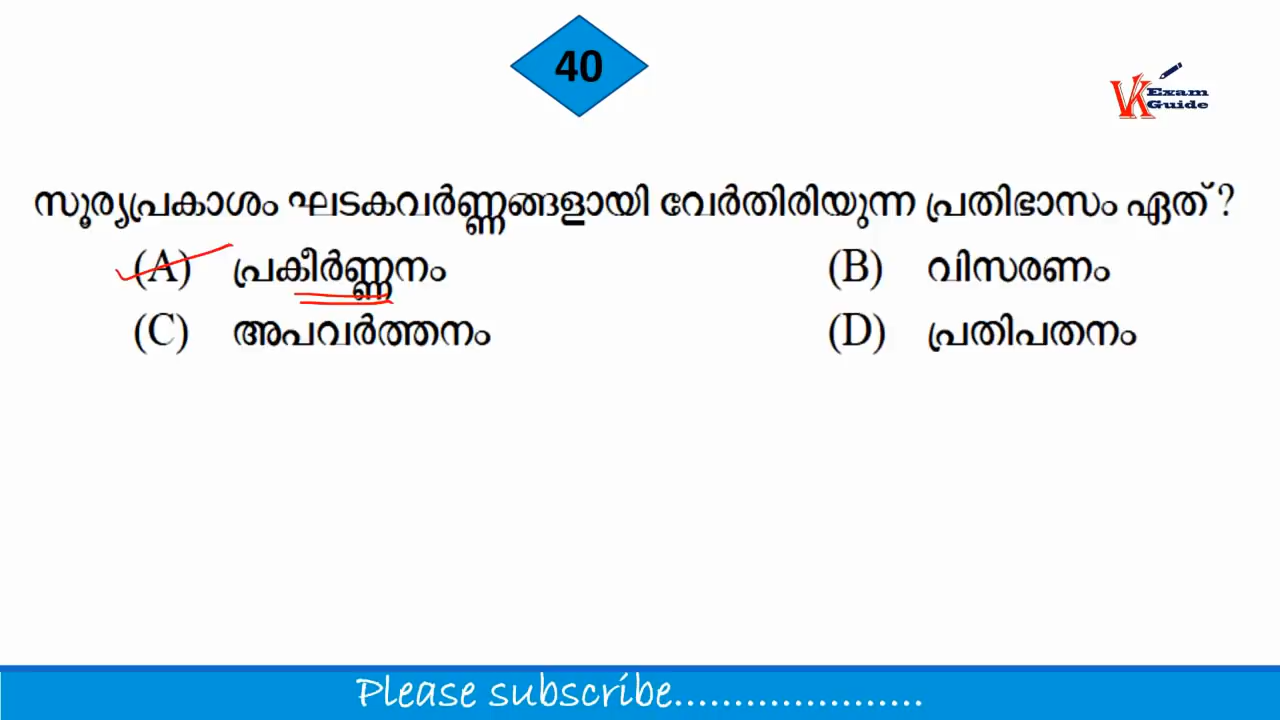 40
VK Exam Guide
സൂര്യപ്രകാശം ഘടകവർണ്ണങ്ങളായി വേർതിരിയുന്ന പ്രതിഭാസം ഏത് ?
(A) പ്രകീർണ്ണനം (B) വിസരണം
(C) അപവർത്തനം (D) പ്രതിപതനം
Please subscribe.....................